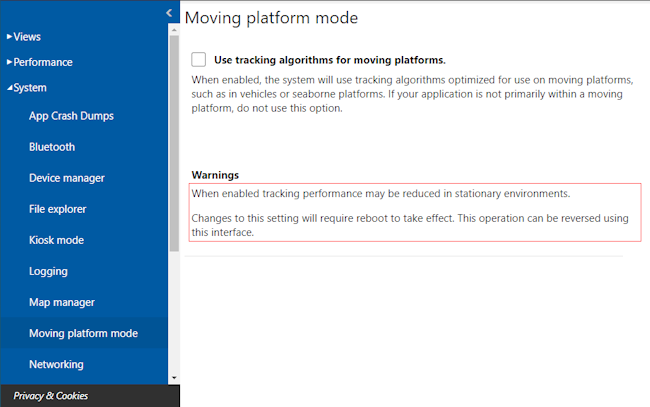 Views
Performance
System
App Crash Dumps
Bluetooth
Device manager
File explorer
Kiosk mode
Logging
Map manager
Moving platform mode
Networking
Privacy & Cookies
Moving platform mode
Use tracking algorithms for moving platforms.
When enabled, the system will use tracking algorithms optimized for use on moving platforms,
such as in vehicles or seaborne platforms. If your application is not primarily within a moving
platform, do not use this option.
Warnings
When enabled tracking performance may be reduced in stationary environments.
Changes to this setting will require reboot to take effect. This operation can be reversed using
this interface.